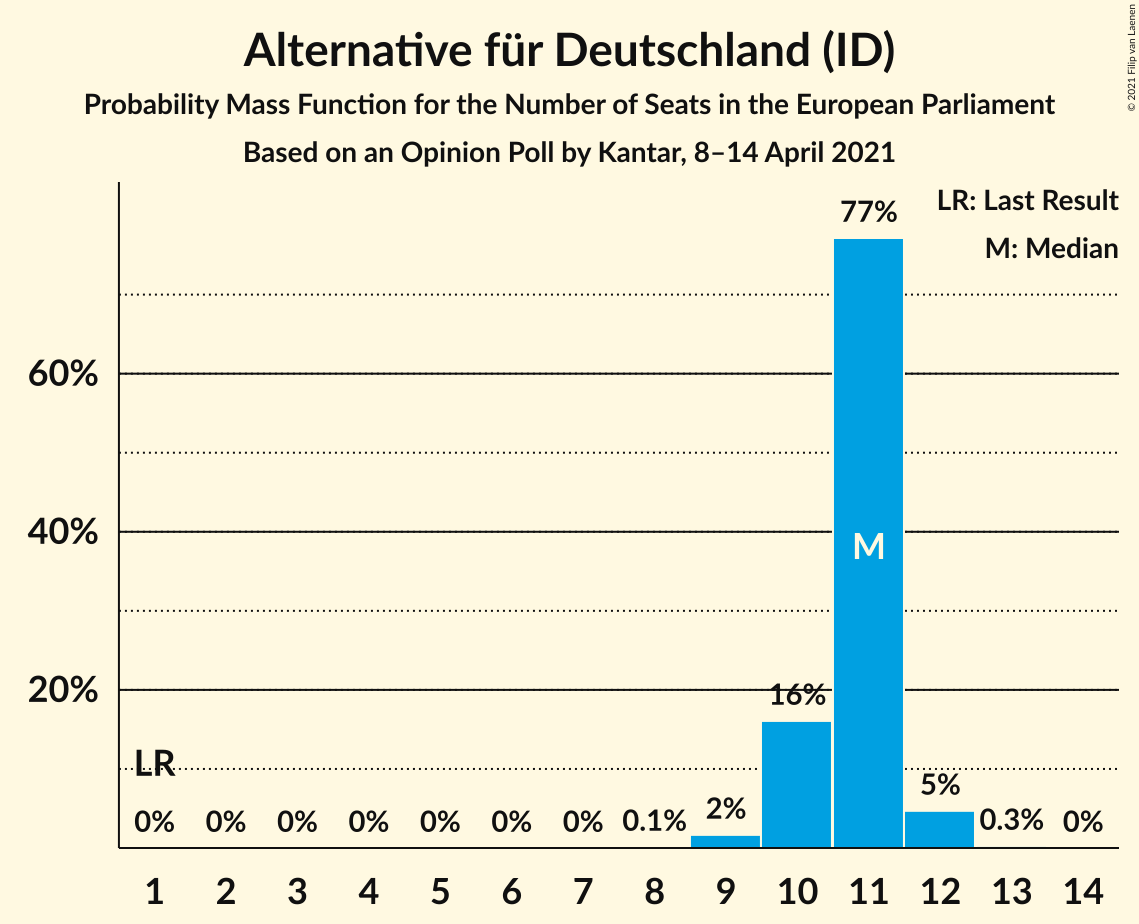 Alternative für Deutschland (ID)
Probability Mass Function for the Number of Seats in the European Parliament
Based on an Opinion Poll by Kantar, 8–14 April 2021
© 2021 Filip van Laenen
LR: Last Result
M: Median
77%
60%
40%
M
20%
16%
LR
5%
0% 0% 0% 0% 0% 0% 0% 0.1% 2% 0.3% 0%
1 2 3 4 5 6 7 8 9 10 11 12 13 14